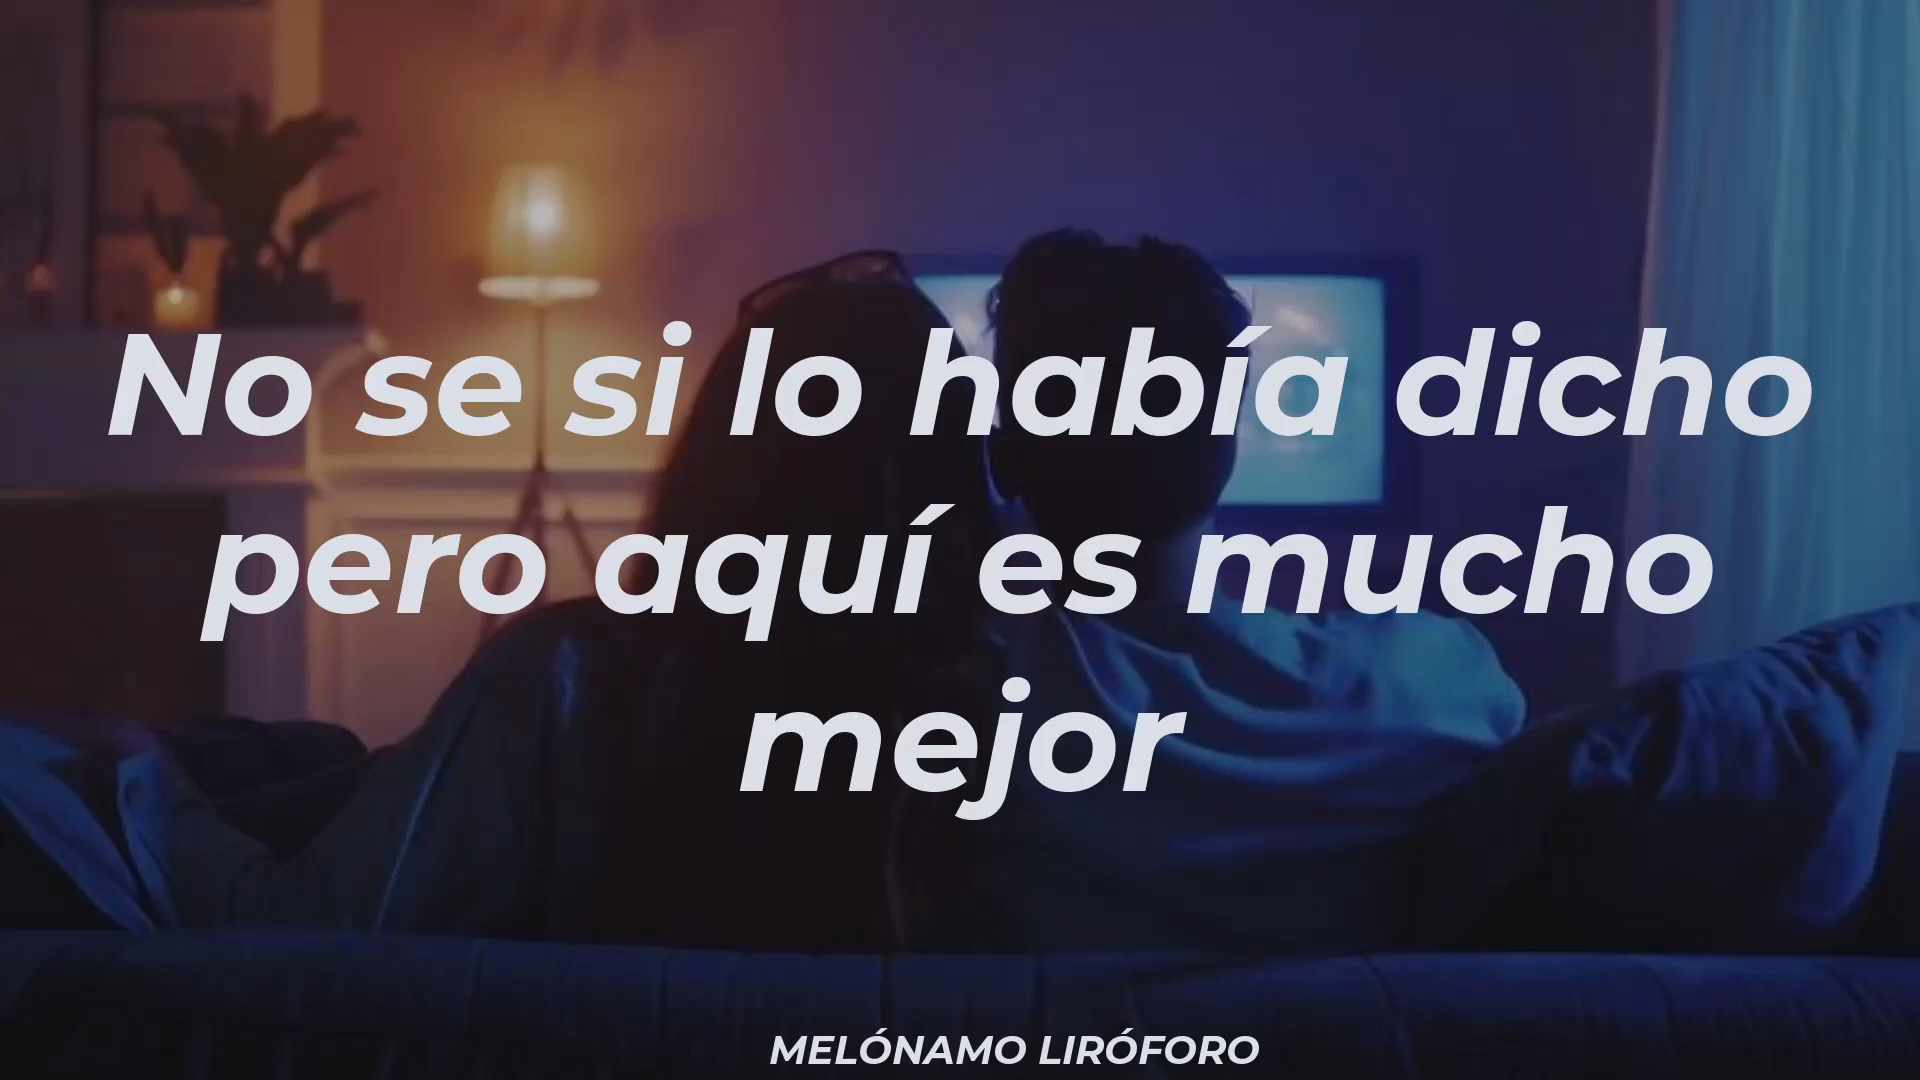 No se si lo había dicho
pero aquí es mucho
mejor
MELÓNAMO LIRÓFORO